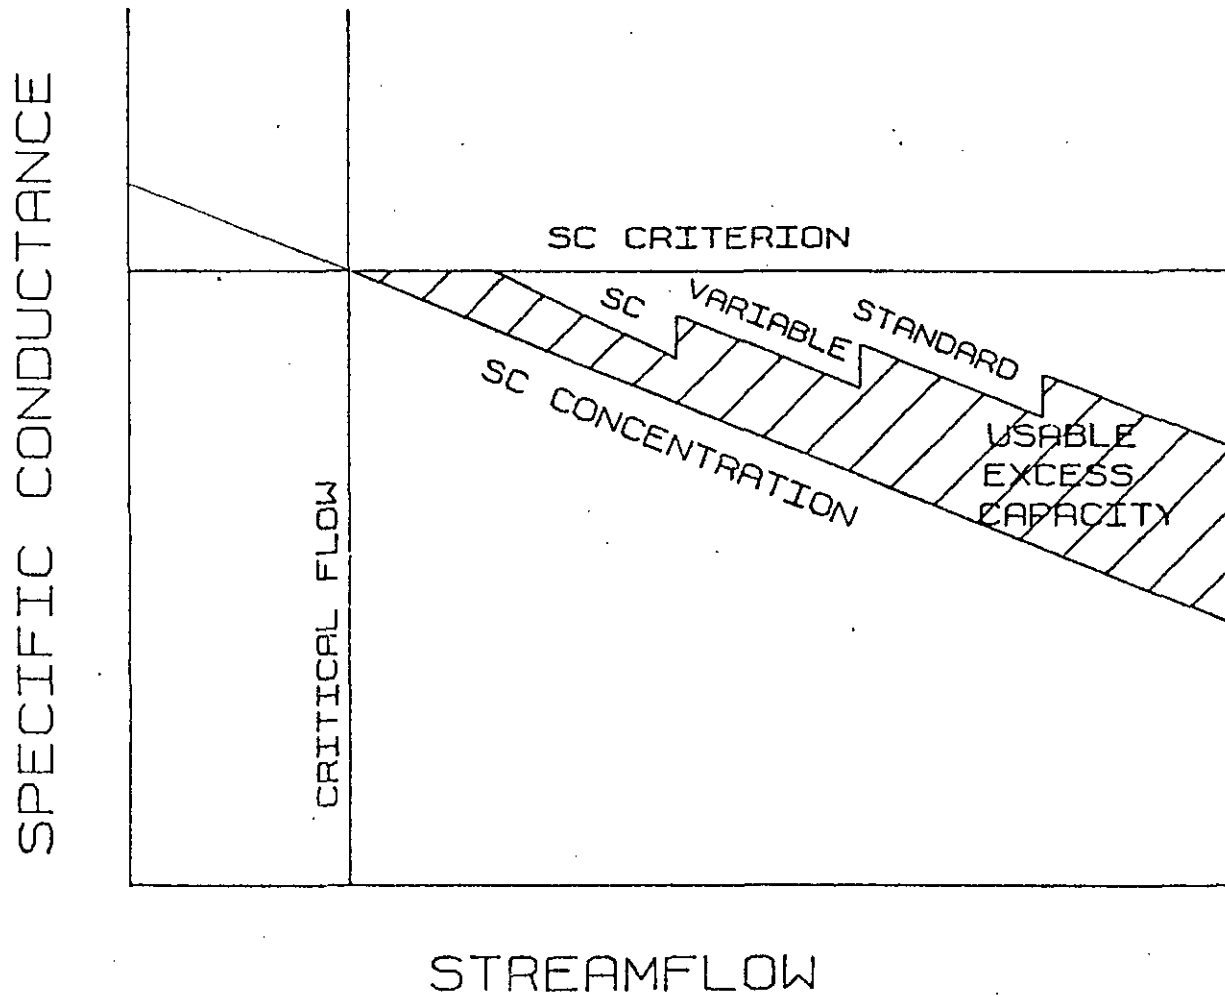 SPECIFIC CONDUCTANCE
SC CRITERION
SC VARIABLE STANDARD
SC CONCENTRATION
USABLE
EXCESS
CAPACITY
CRITICAL FLOW
STREAMFLOW